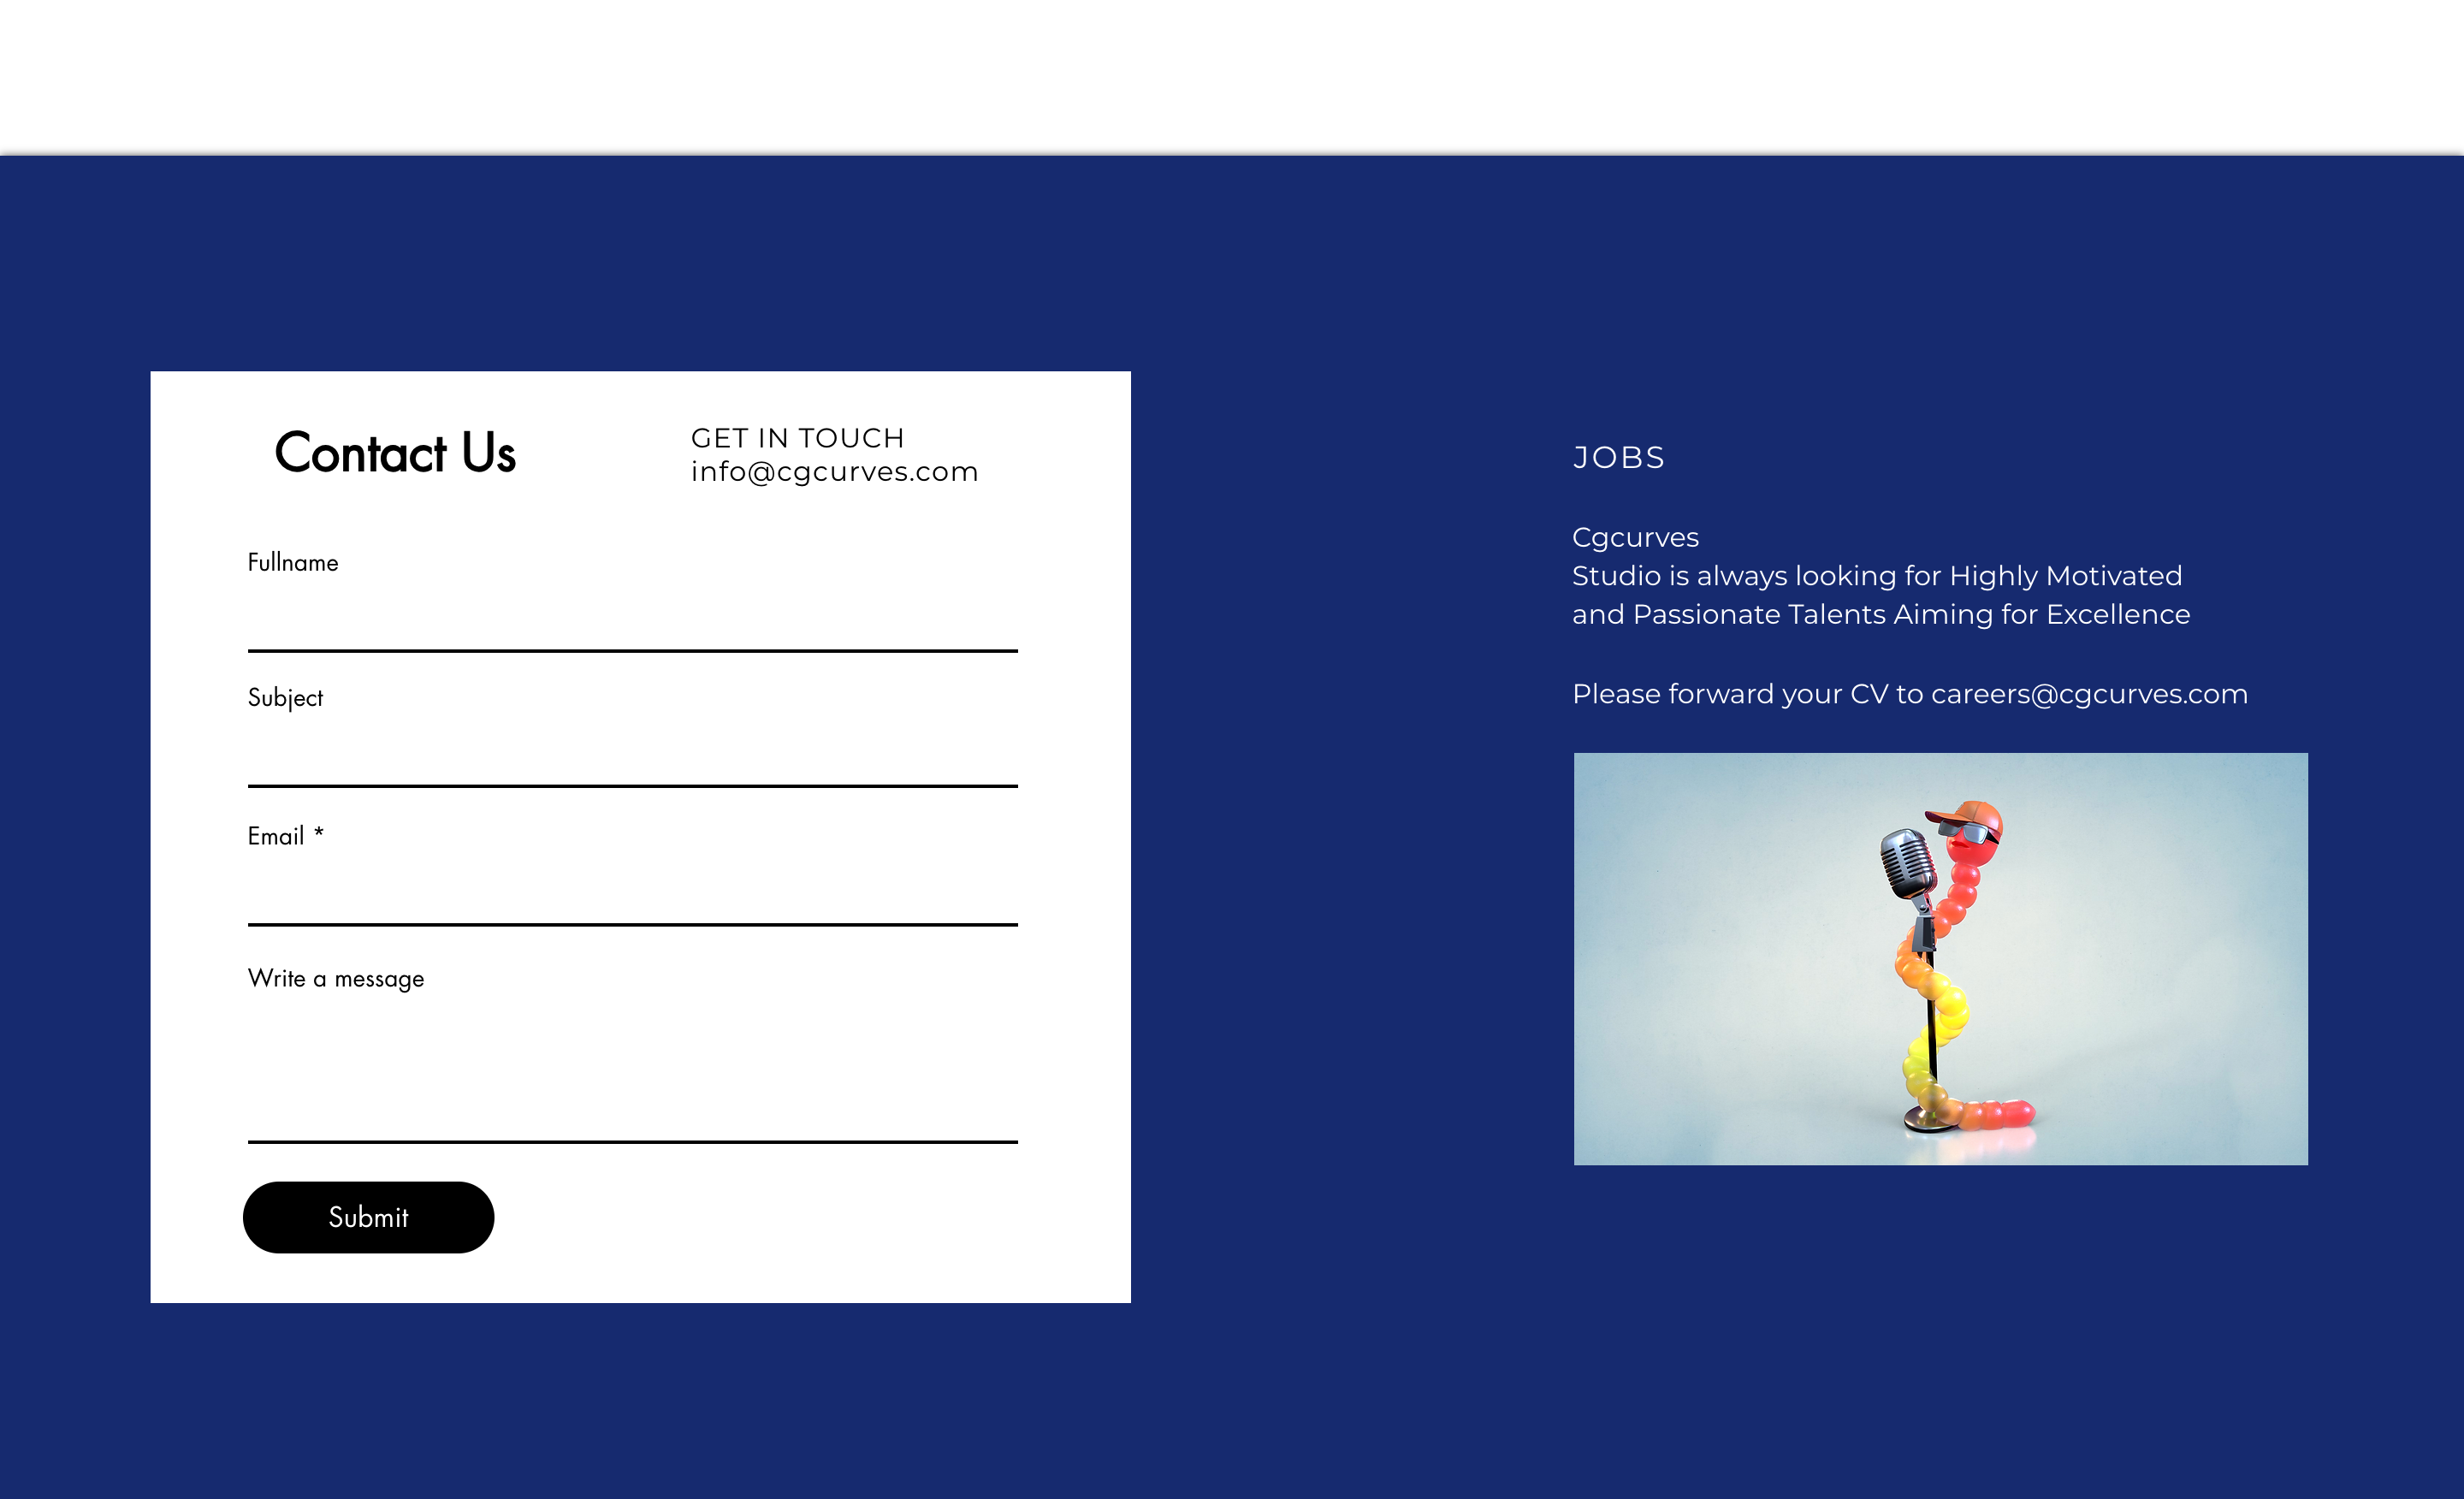 Contact Us
GET IN TOUCH
info@cgcurves.com
Fullname
Subject
Email *
Write a message
Submit
JOBS
Cgcurves
Studio is always looking for Highly Motivated
and Passionate Talents Aiming for Excellence
Please forward your CV to careers@cgcurves.com